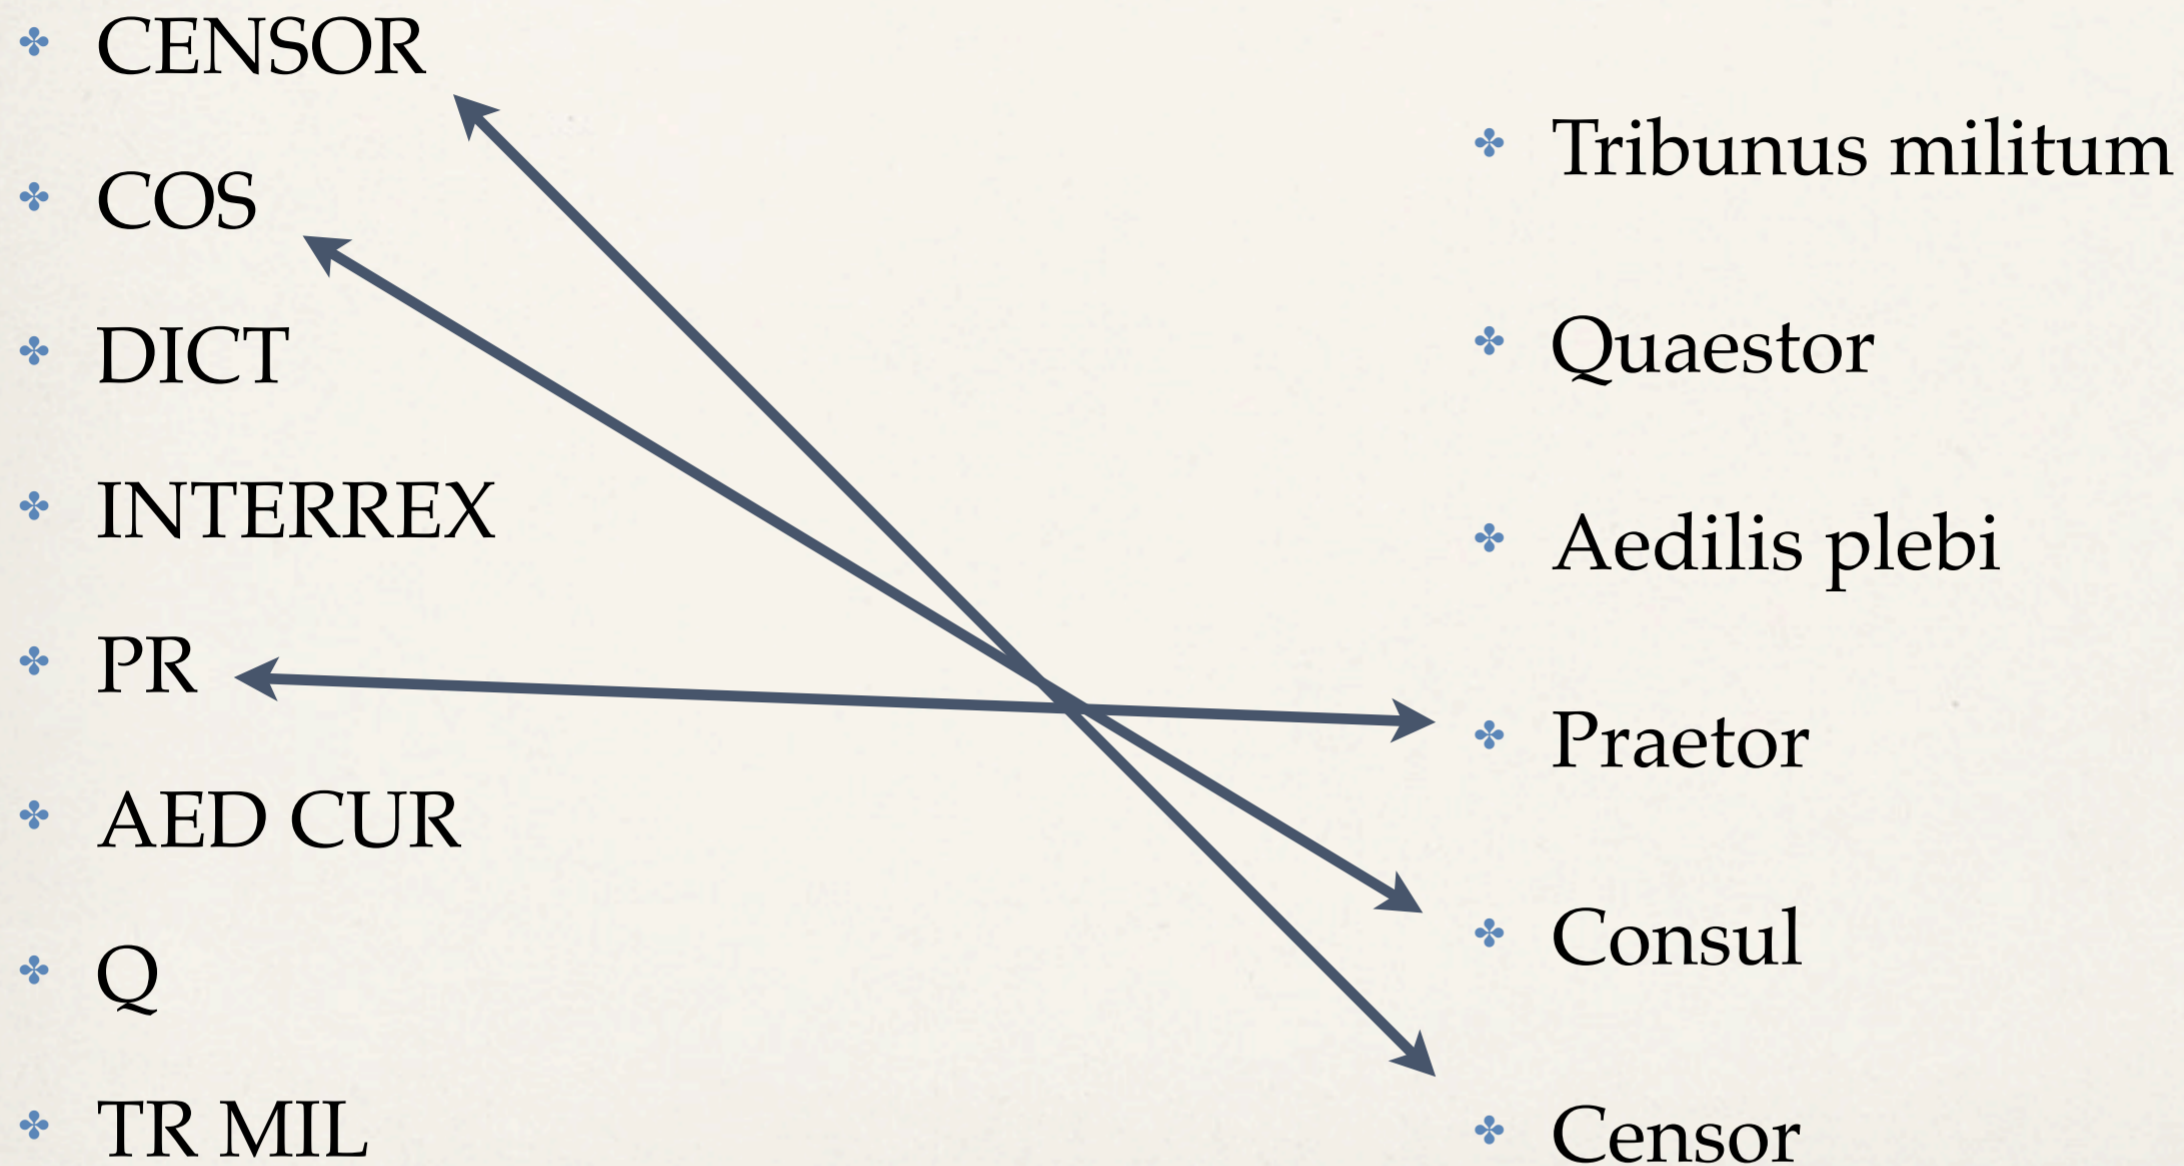 CENSOR
COS
DICT
INTERREX
PR
AED CUR
Q
TR MIL
Tribunus militum
Quaestor
Aedilis plebi
Praetor
Consul
Censor